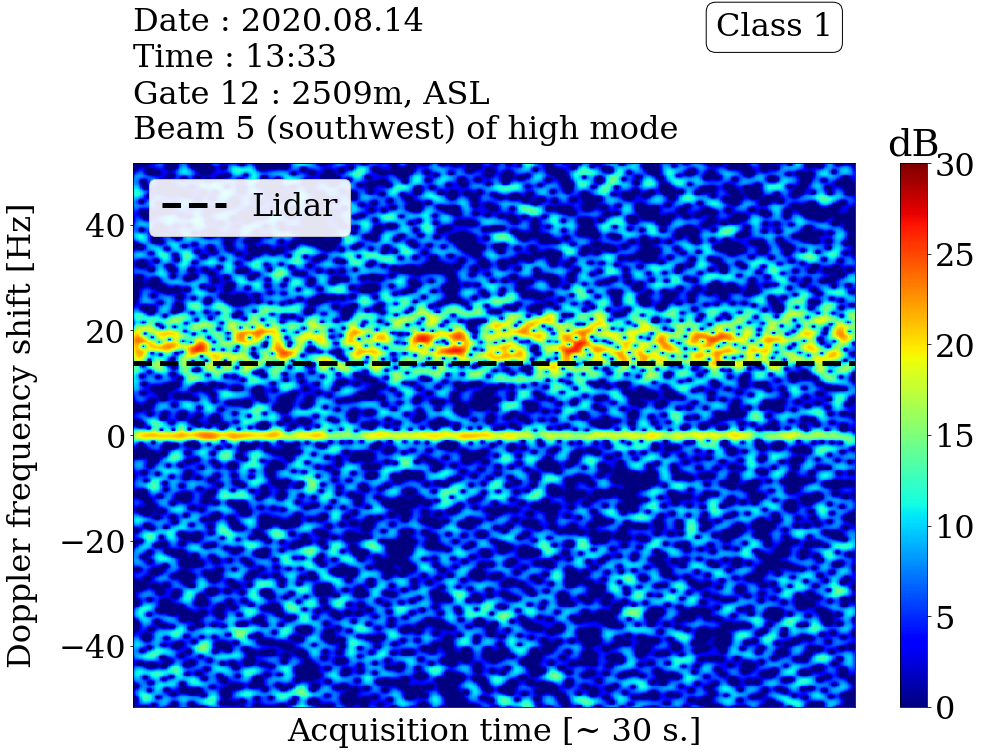 Date : 2020.08.14
Time : 13:33
Gate 12 : 2509m, ASL
Beam 5 (southwest) of high mode
Class 1
dB
Lidar
Doppler frequency shift [Hz]
40
20
0
−20
−40
30
25
20
15
10
5
0
Acquisition time [~ 30 s.]